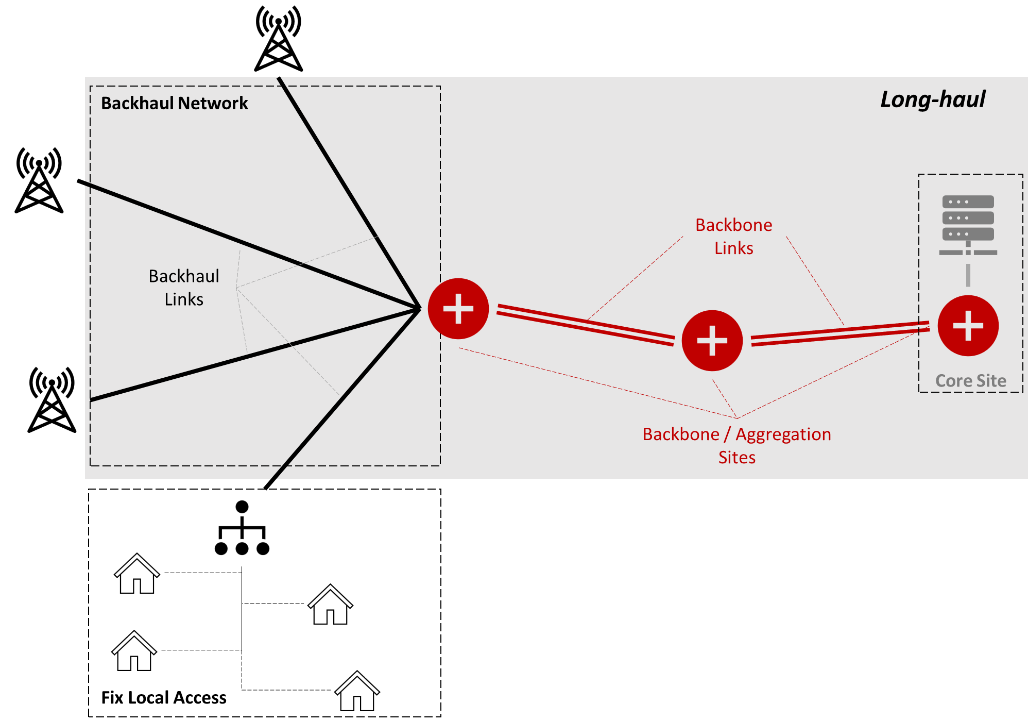 Backhaul Network
Long-haul
Backbone
Links
Backhaul
Links
Core Site
Backbone / Aggregation
Sites
Fix Local Access